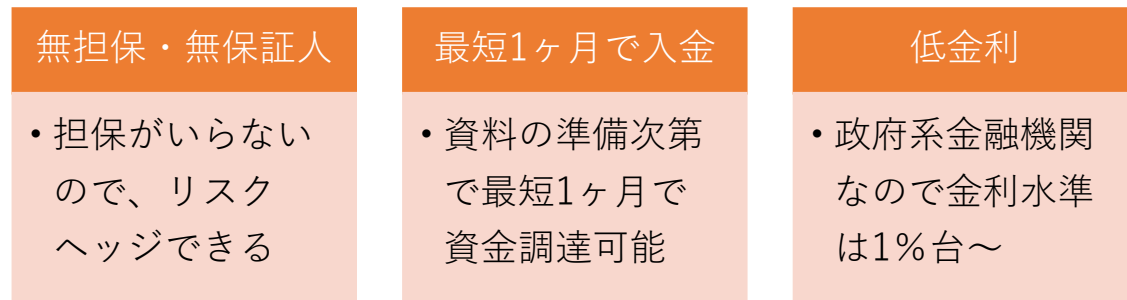 無担保・無保証人
・担保がいらない
ので、リスク
ヘッジできる
最短1ヶ月で入金
・資料の準備次第
で最短1ヶ月で
資金調達可能
低金利
・政府系金融機関
なので金利水準
は1％台～